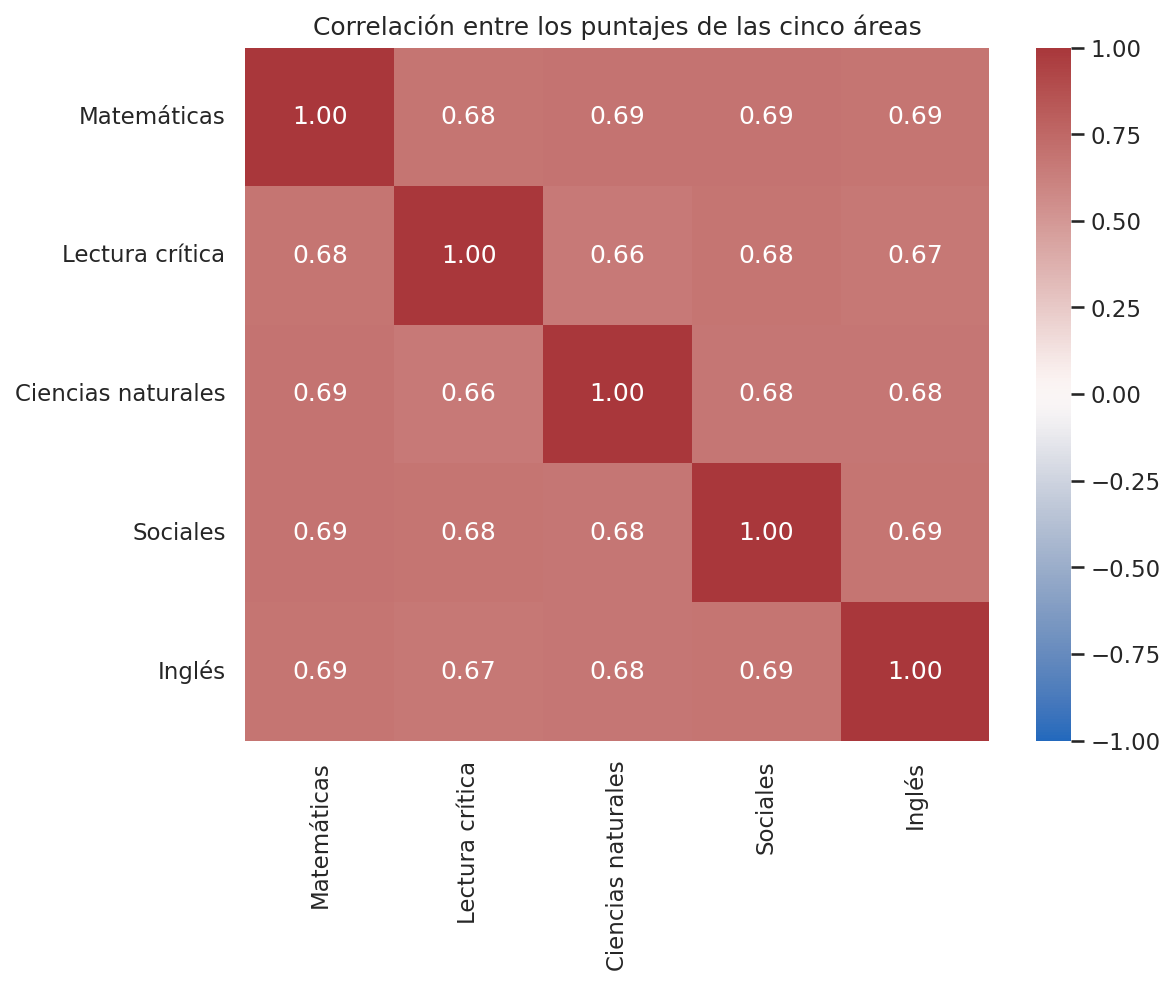 Correlación entre los puntajes de las cinco áreas
Matemáticas 1.00 0.68 0.69 0.69 0.69
Lectura crítica 0.68 1.00 0.66 0.68 0.67
Ciencias naturales 0.69 0.66 1.00 0.68 0.68
Sociales 0.69 0.68 0.68 1.00 0.69
Inglés 0.69 0.67 0.68 0.69 1.00
Matemáticas
Lectura crítica
Ciencias naturales
Sociales
Inglés
1.00
0.75
0.50
0.25
0.00
−0.25
−0.50
−0.75
−1.00